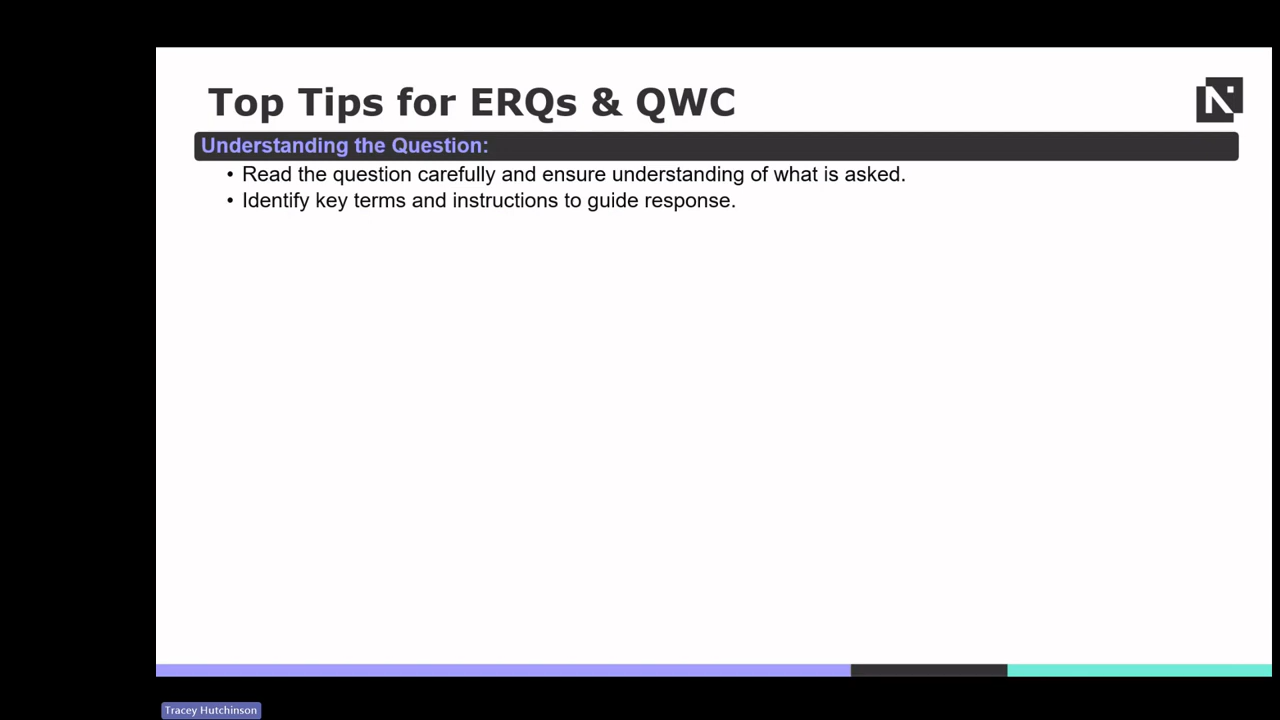 Top Tips for ERQs & QWC
Understanding the Question:
• Read the question carefully and ensure understanding of what is asked.
• Identify key terms and instructions to guide response.
N
Tracey Hutchinson